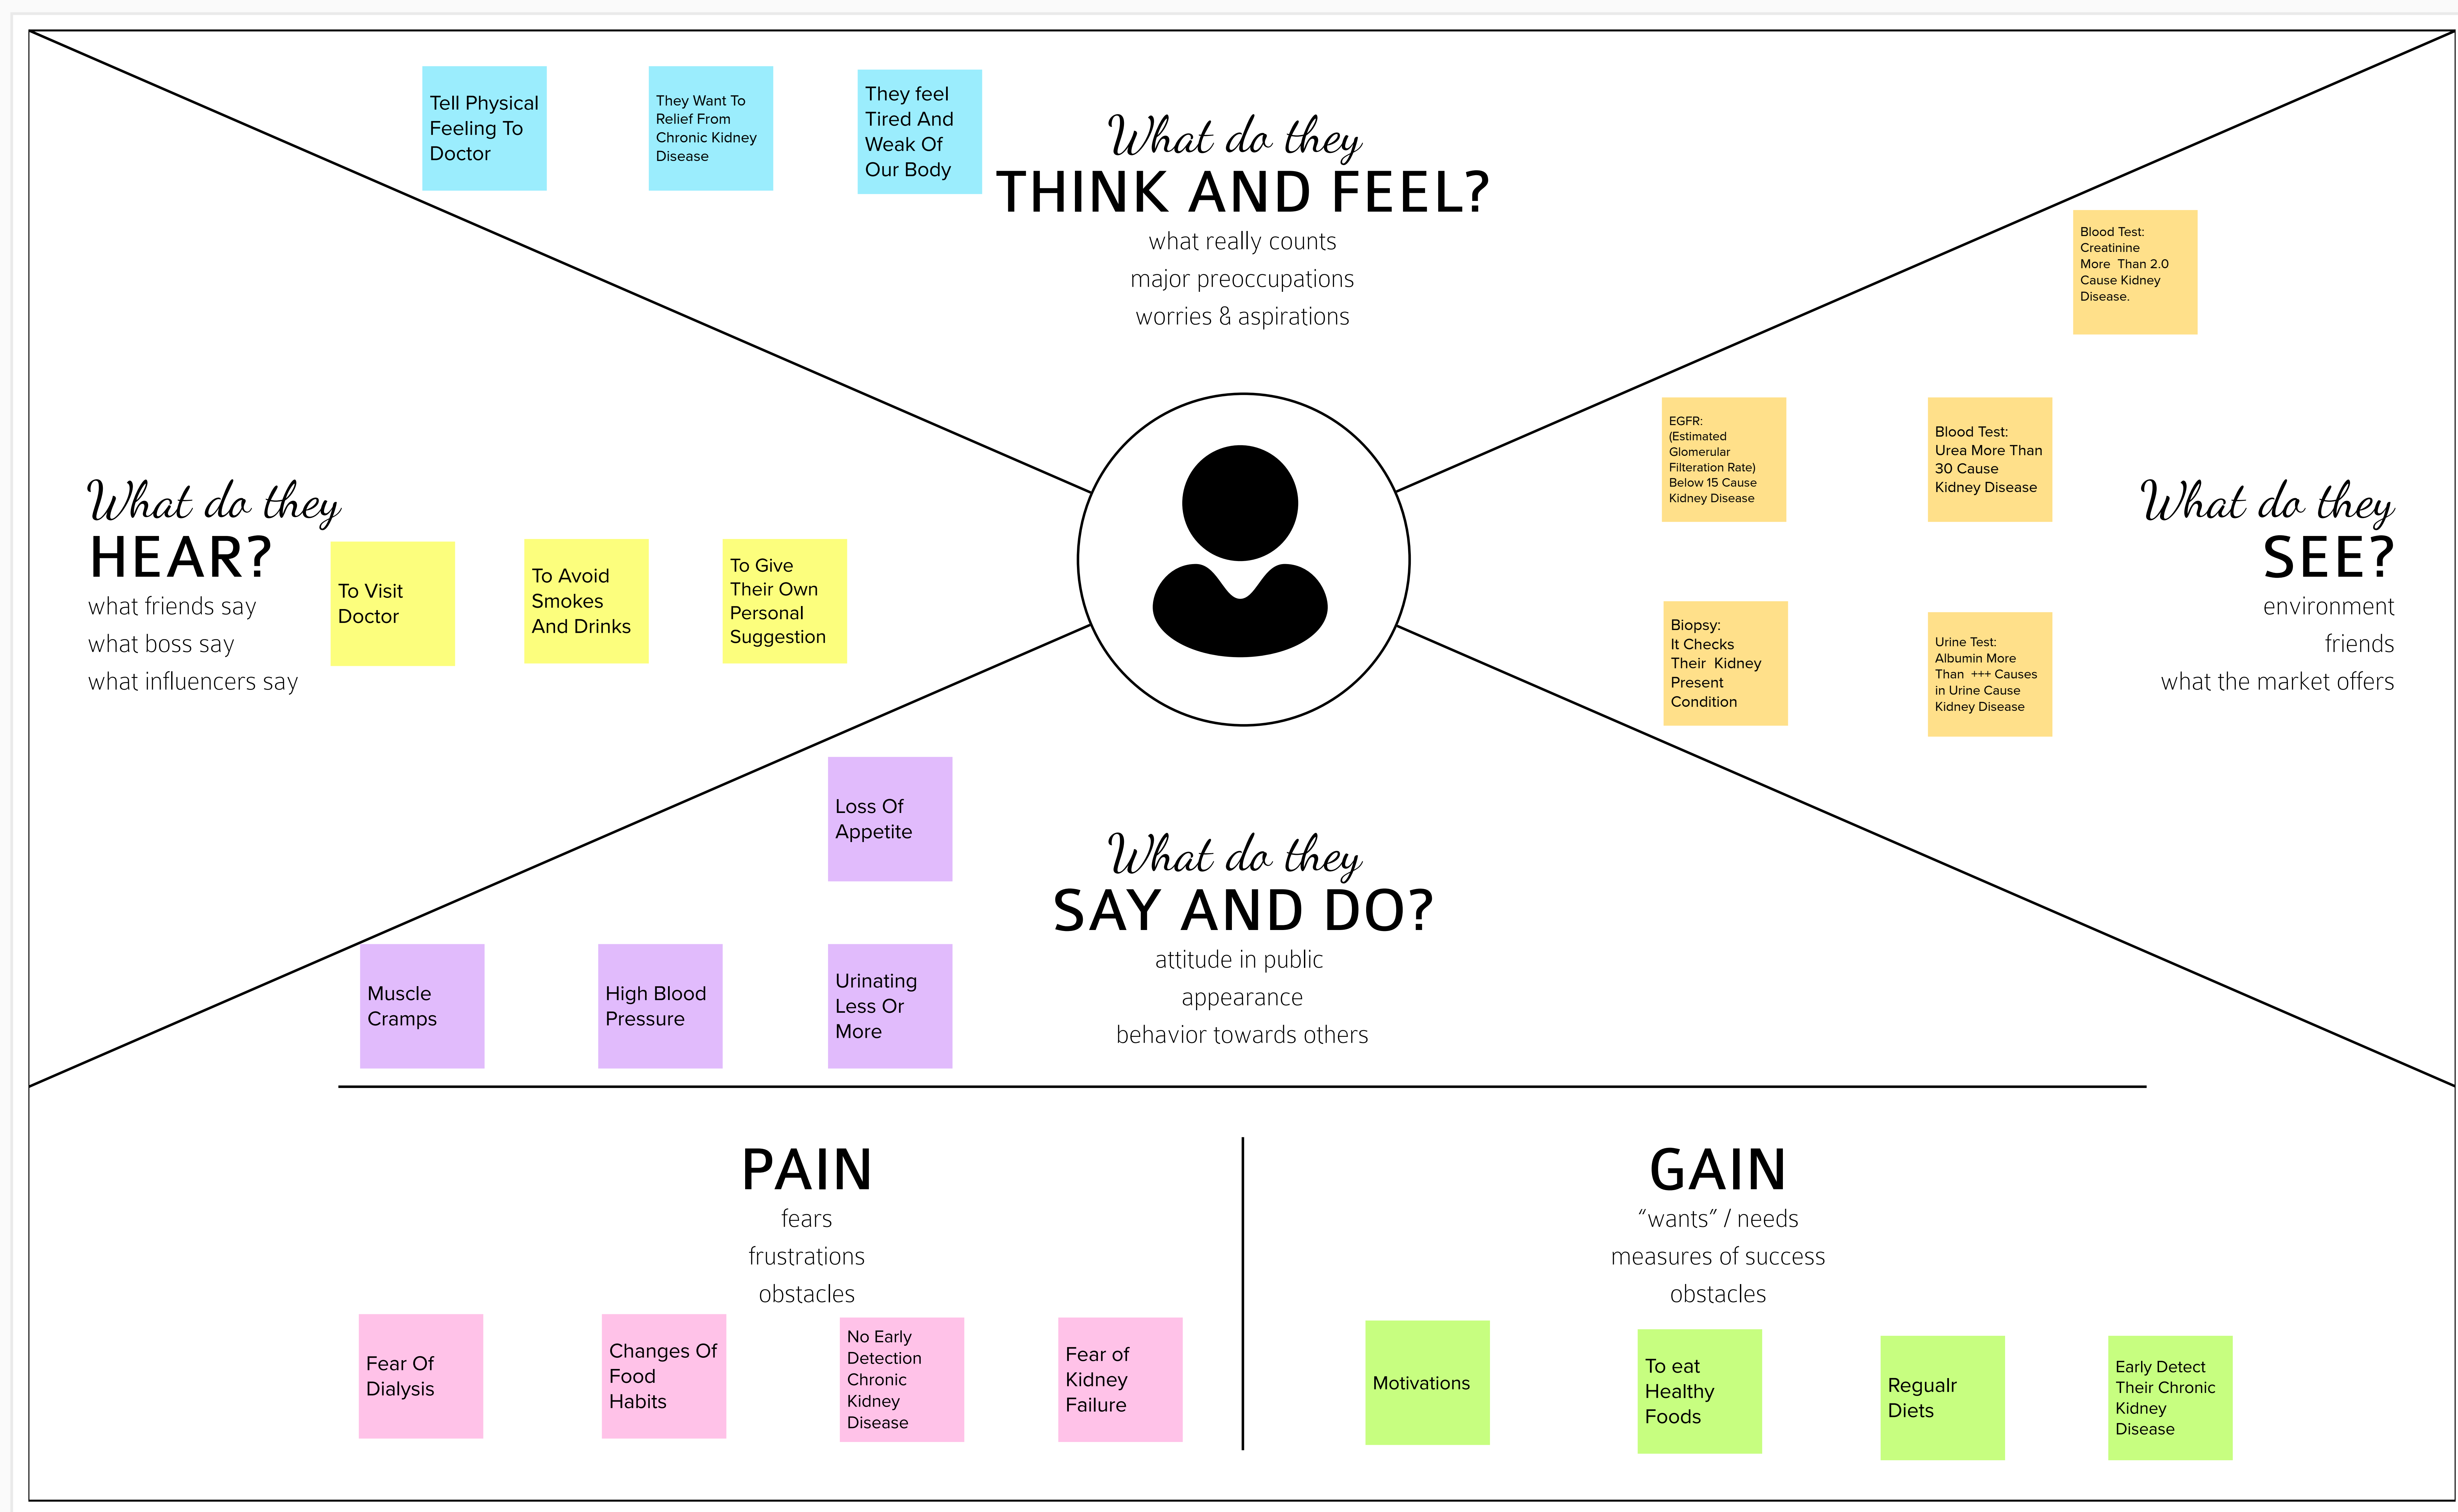 Tell Physical
Feeling To
Doctor
They Want To
Relief From
Chronic Kidney
Disease
They feel
Tired And
Weak Of
Our Body
What do they
THINK AND FEEL?
what really counts
major preoccupations
worries & aspirations
Blood Test:
Creatinine
More Than 2.0
Cause Kidney
Disease.
EGFR:
(Estimated
Glomerular
Filteration Rate)
Below 15 Cause
Kidney Disease
Blood Test:
Urea More Than
30 Cause
Kidney Disease
What do they
HEAR?
what friends say
what boss say
what influencers say
To Visit
Doctor
To Avoid
Smokes
And Drinks
To Give
Their Own
Personal
Suggestion
What do they
SEE?
environment
friends
what the market offers
Biopsy:
It Checks
Their Kidney
Present
Condition
Urine Test:
Albumin More
Than +++ Causes
in Urine Cause
Kidney Disease
Loss Of
Appetite
What do they
SAY AND DO?
attitude in public
appearance
behavior towards others
Muscle
Cramps
High Blood
Pressure
Urinating
Less Or
More
PAIN
fears
frustrations
obstacles
Fear Of
Dialysis
Changes Of
Food
Habits
No Early
Detection
Chronic
Kidney
Disease
Fear of
Kidney
Failure
GAIN
“wants” / needs
measures of success
obstacles
Motivations
To eat
Healthy
Foods
Regualr
Diets
Early Detect
Their Chronic
Kidney
Disease